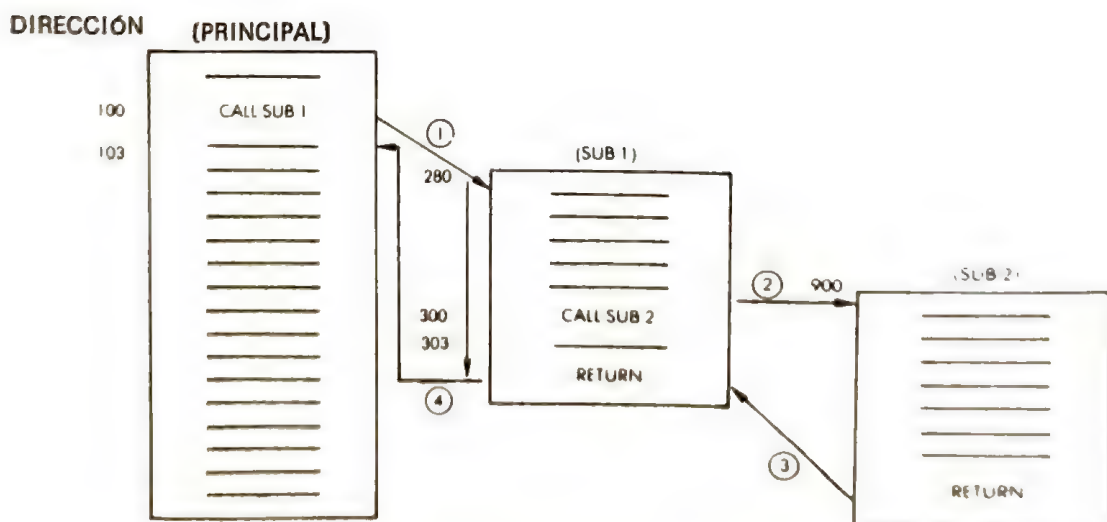 DIRECCIÓN
(PRINCIPAL)
100
CALL SUB 1
103
1
280
(SUB 1)
300
CALL SUB 2
303
RETURN
4
2
900
(SUB 2)
3
RETURN